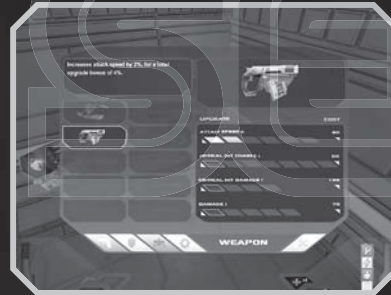 Increases attack speed by 2%, for a total
upgrade bonus of 4%.
UPGRADE COST
ATTACK SPEED
CRITICAL HIT CHANCE
CRITICAL HIT DAMAGE
DAMAGE
WEAPON